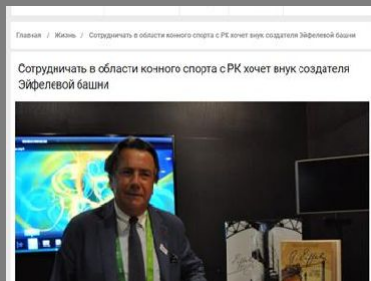 Главная / Жизнь / Сотрудничать в области конного спорта с РК хочет внук создателя Эйфелевой башни
Сотрудничать в области конного спорта с РК хочет внук создателя
Эйфелевой башни
G. Eiffel